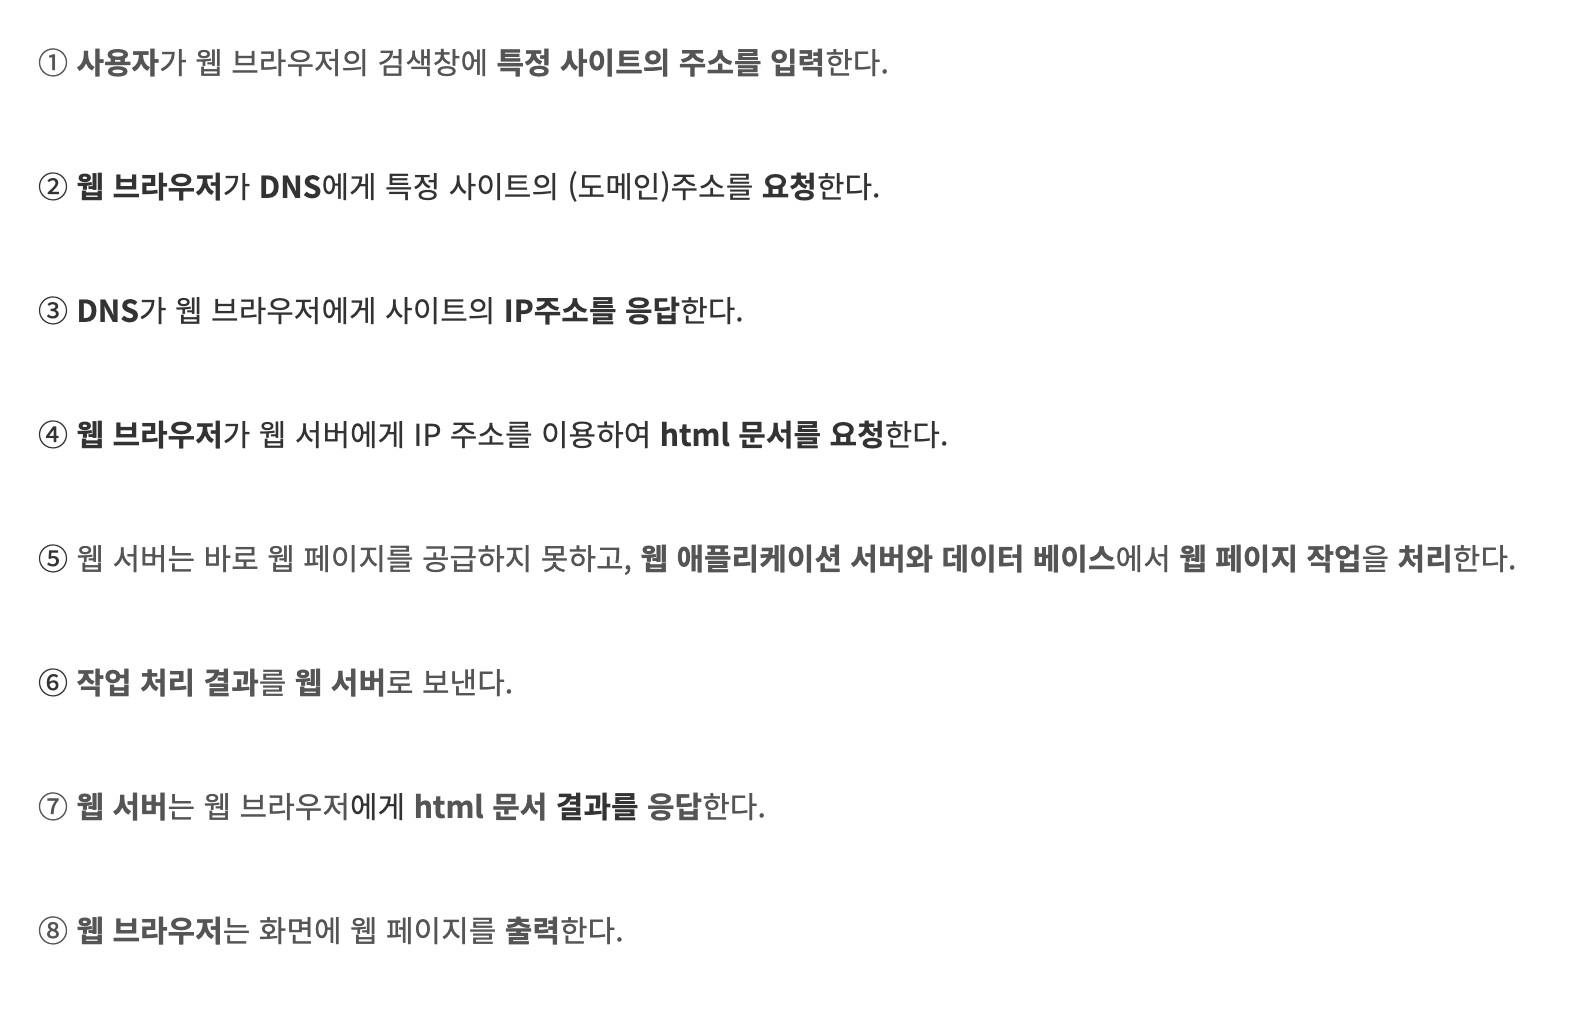 ① 사용자가 웹 브라우저의 검색창에 특정 사이트의 주소를 입력한다.
② 웹 브라우저가 DNS에게 특정 사이트의 (도메인)주소를 요청한다.
③ DNS가 웹 브라우저에게 사이트의 IP주소를 응답한다.
④ 웹 브라우저가 웹 서버에게 IP 주소를 이용하여 html 문서를 요청한다.
⑤ 웹 서버는 바로 웹 페이지를 공급하지 못하고, 웹 애플리케이션 서버와 데이터 베이스에서 웹 페이지 작업을 처리한다.
⑥ 작업 처리 결과를 웹 서버로 보낸다.
⑦ 웹 서버는 웹 브라우저에게 html 문서 결과를 응답한다.
⑧ 웹 브라우저는 화면에 웹 페이지를 출력한다.